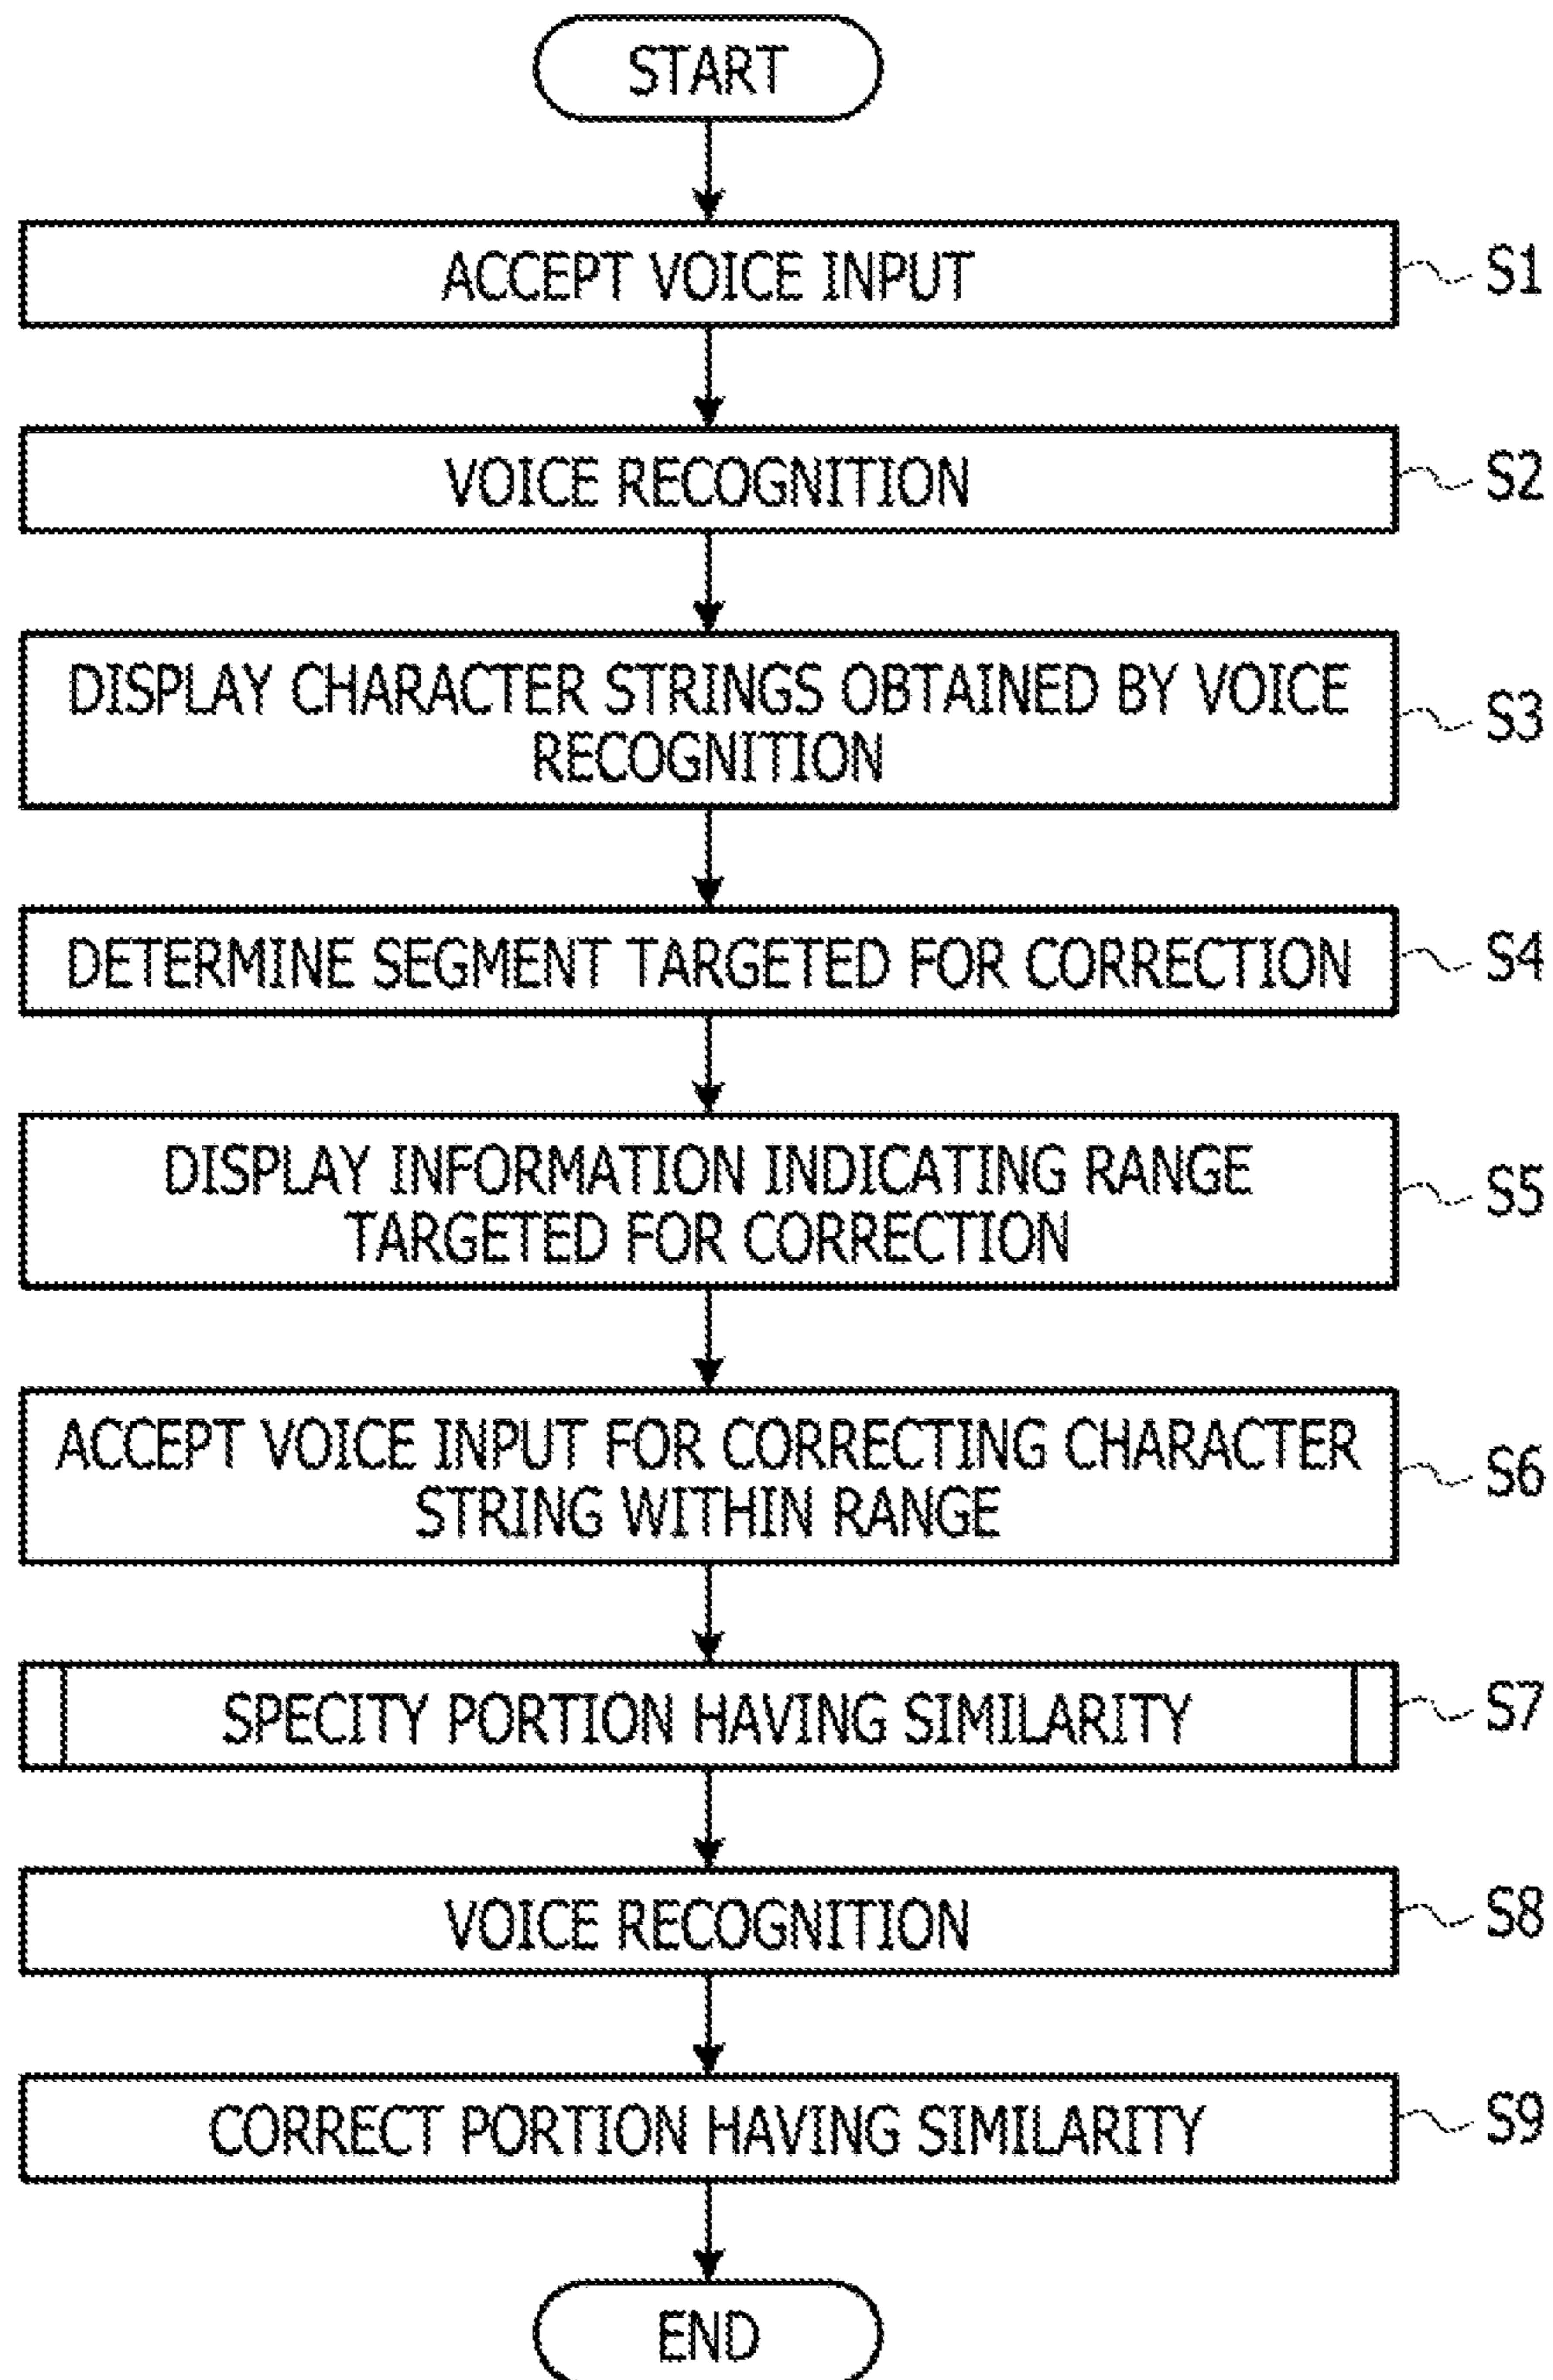 START
ACCEPT VOICE INPUT
S1
VOICE RECOGNITION
S2
DISPLAY CHARACTER STRINGS OBTAINED BY VOICE
RECOGNITION
S3
DETERMINE SEGMENT TARGETED FOR CORRECTION
S4
DISPLAY INFORMATION INDICATING RANGE
TARGETED FOR CORRECTION
S5
ACCEPT VOICE INPUT FOR CORRECTING CHARACTER
STRING WITHIN RANGE
S6
SPECITY PORTION HAVING SIMILARITY
S7
VOICE RECOGNITION
S8
CORRECT PORTION HAVING SIMILARITY
S9
END